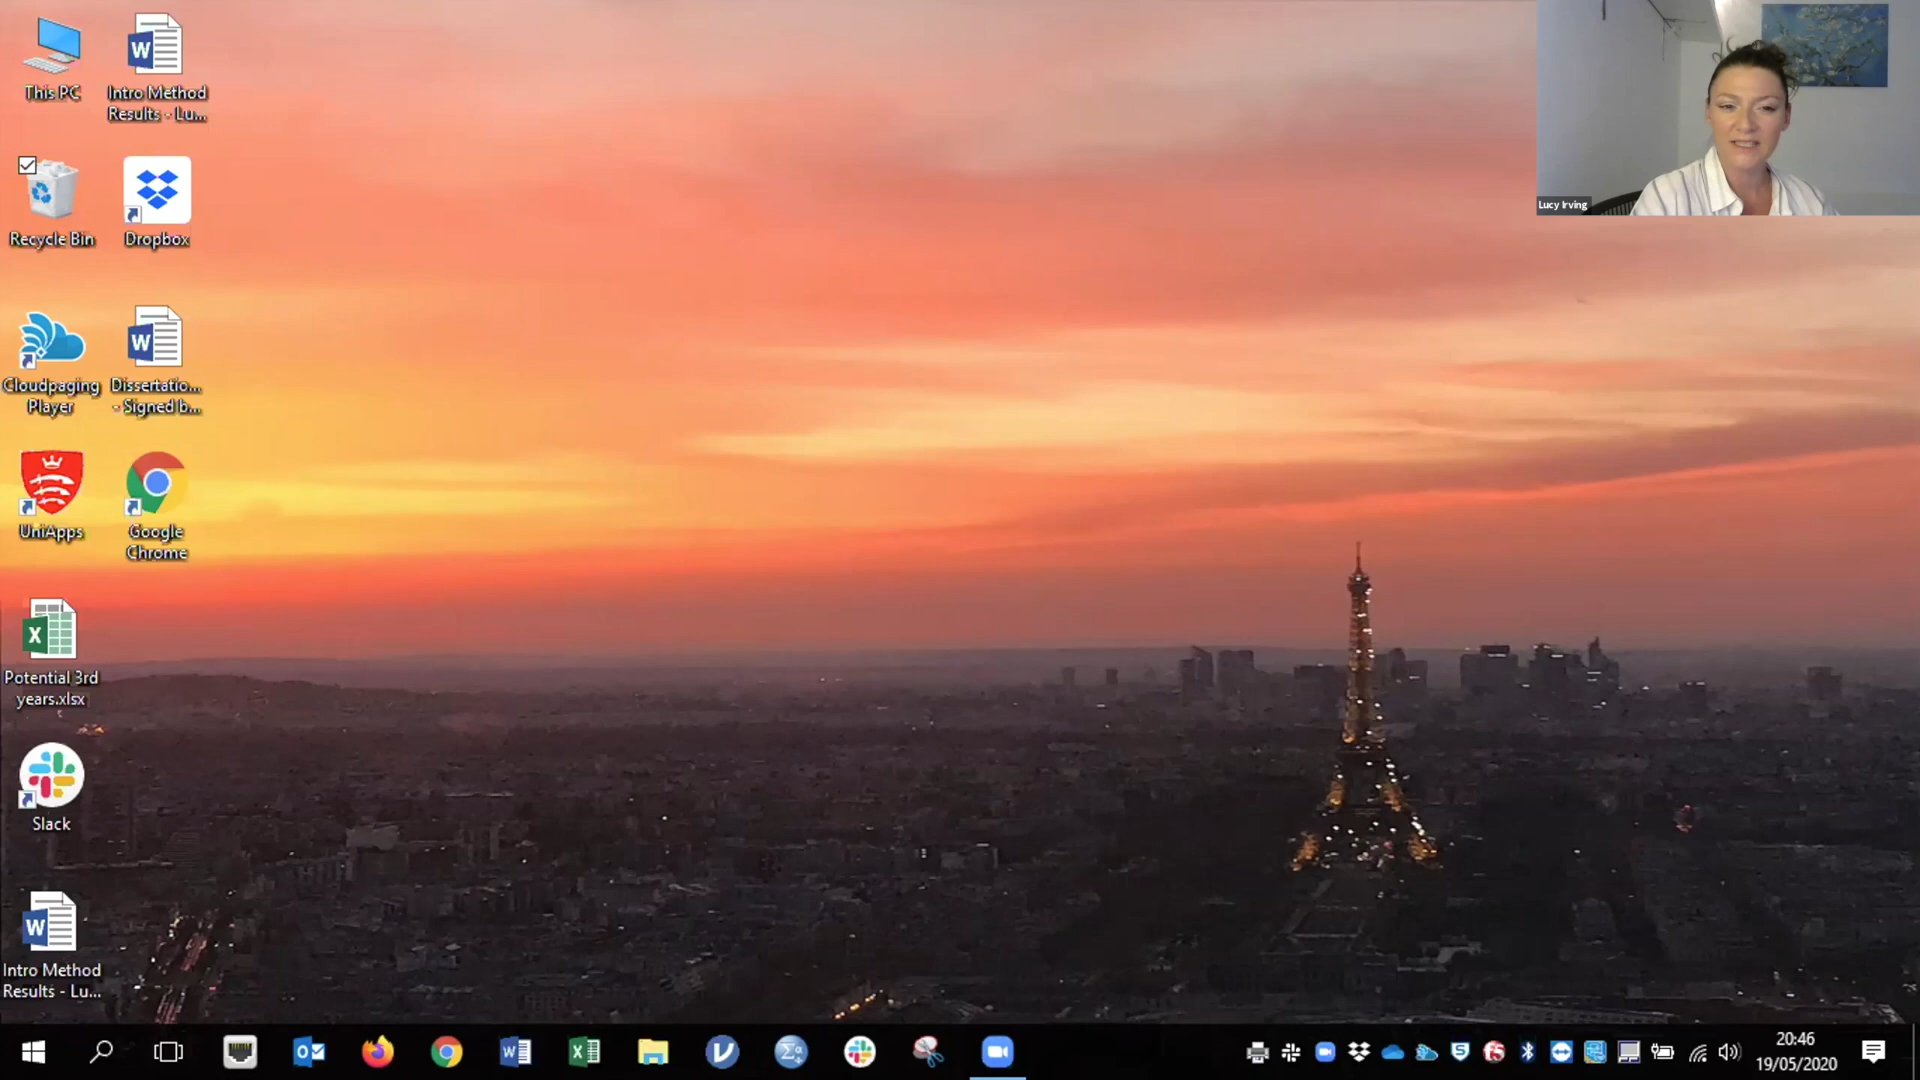 This PC
Intro Method
Results - Lu...
Recycle Bin
Dropbox
Cloudpaging
Player
Dissertatio...
- Signed b...
UniApps
Google
Chrome
Potential 3rd
years.xlsx
Slack
Intro Method
Results - Lu...
Lucy Irving
20:46
19/05/2020